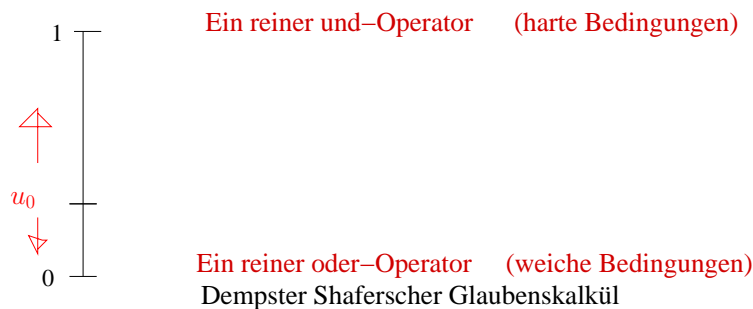 1 Ein reiner und–Operator (harte Bedingungen)
u₀
0 Ein reiner oder–Operator (weiche Bedingungen)
Dempster Shaferscher Glaubenskalkül